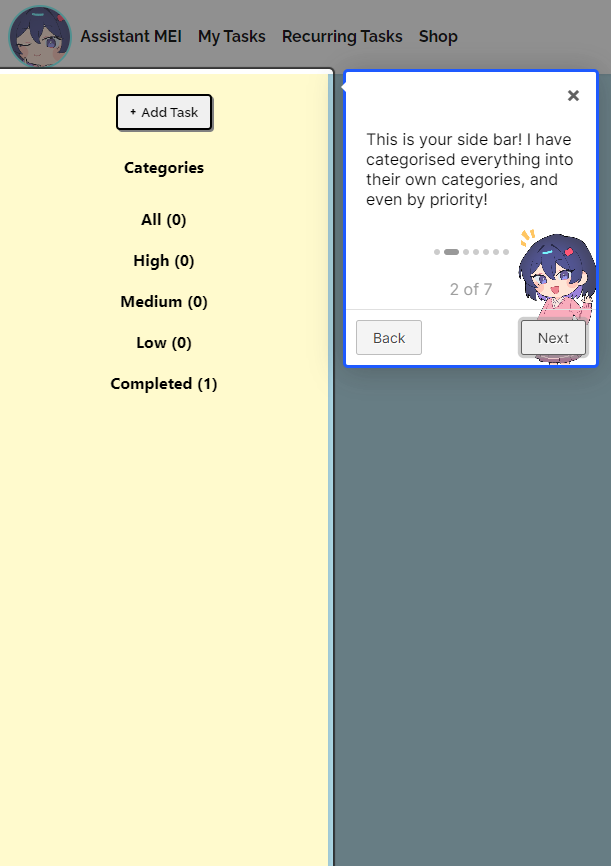 Assistant MEI My Tasks Recurring Tasks Shop
+ Add Task
Categories
All (0)
High (0)
Medium (0)
Low (0)
Completed (1)
×
This is your side bar! I have
categorised everything into
their own categories, and
even by priority!
2 of 7
Back Next